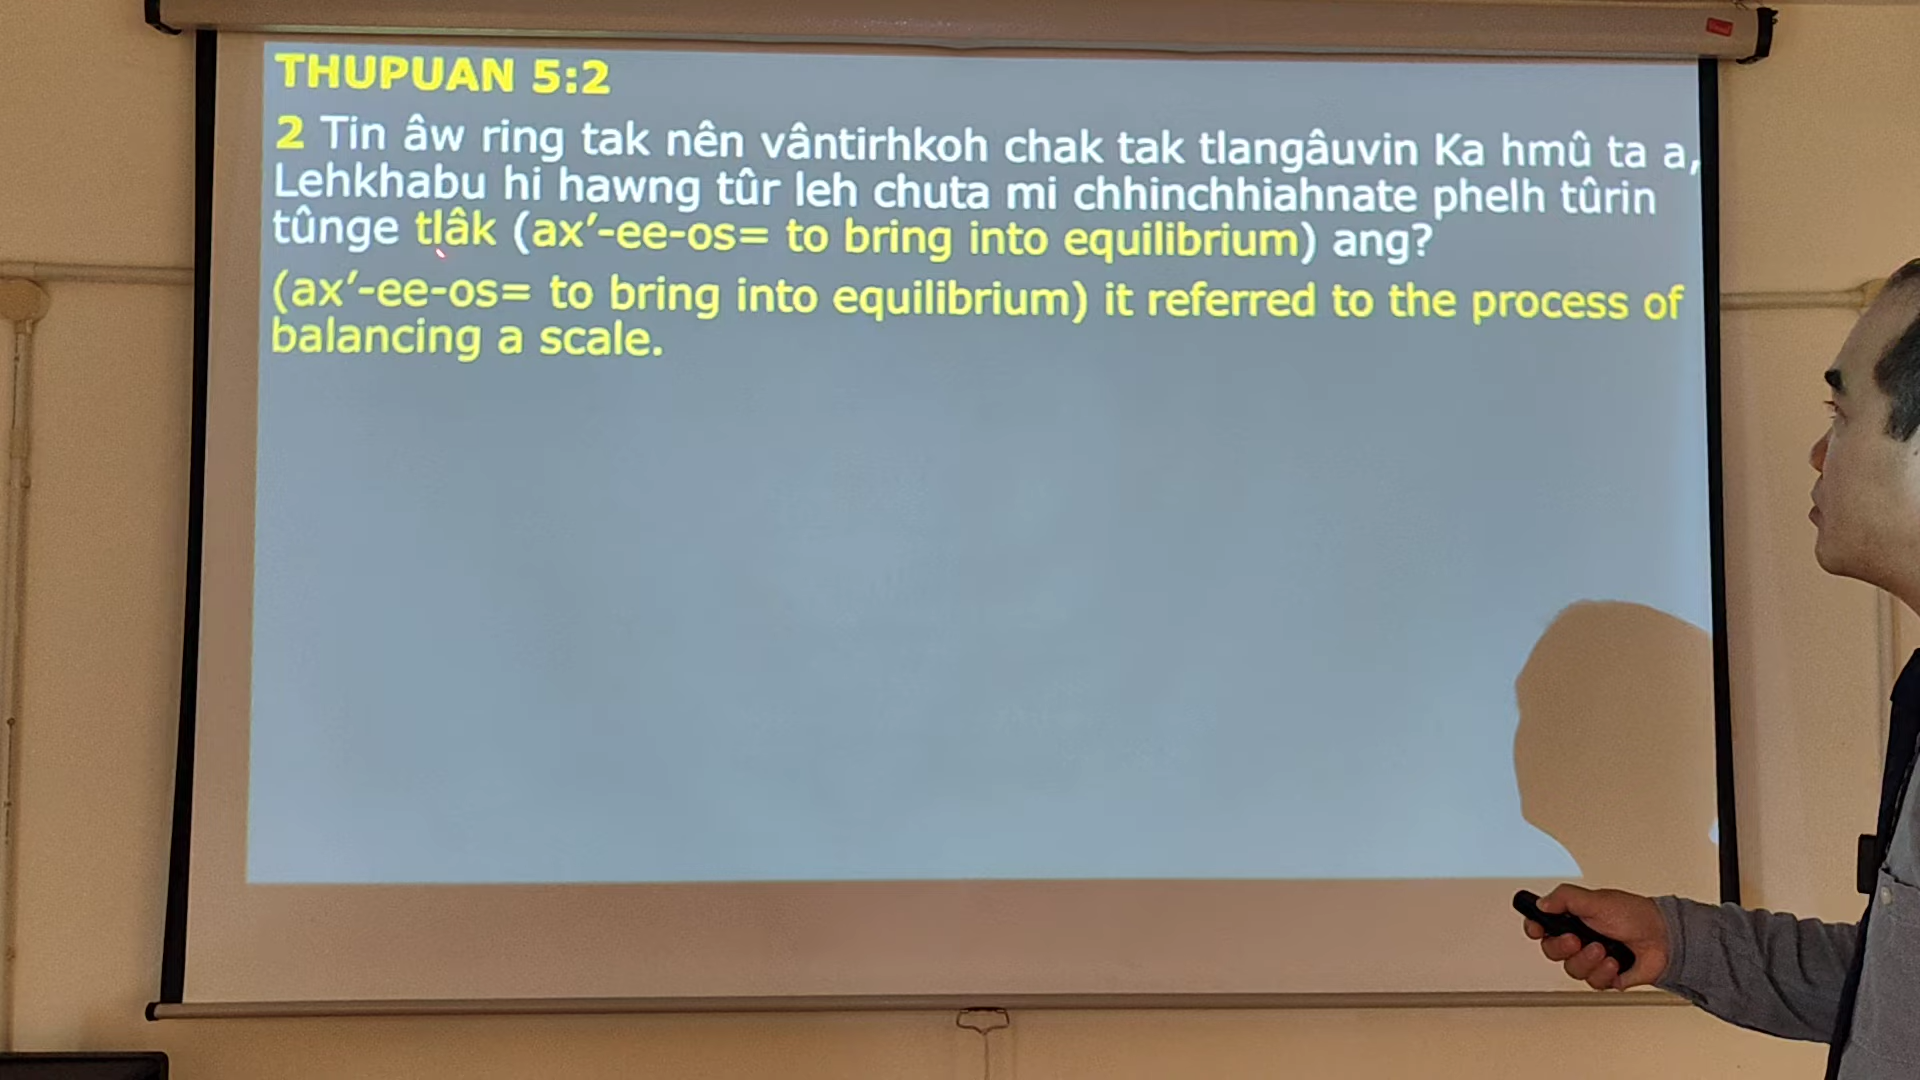 THUPUAN 5:2
2 Tin âw ring tak nên vântirhkoh chak tak tlangâuvin Ka hmû ta a,
Lehkhabu hi hawng tûr leh chuta mi chhinchhiahnate phelh tûrin
tûnge tlâk (ax′-ee-os= to bring into equilibrium) ang?
(ax′-ee-os= to bring into equilibrium) it referred to the process of
balancing a scale.